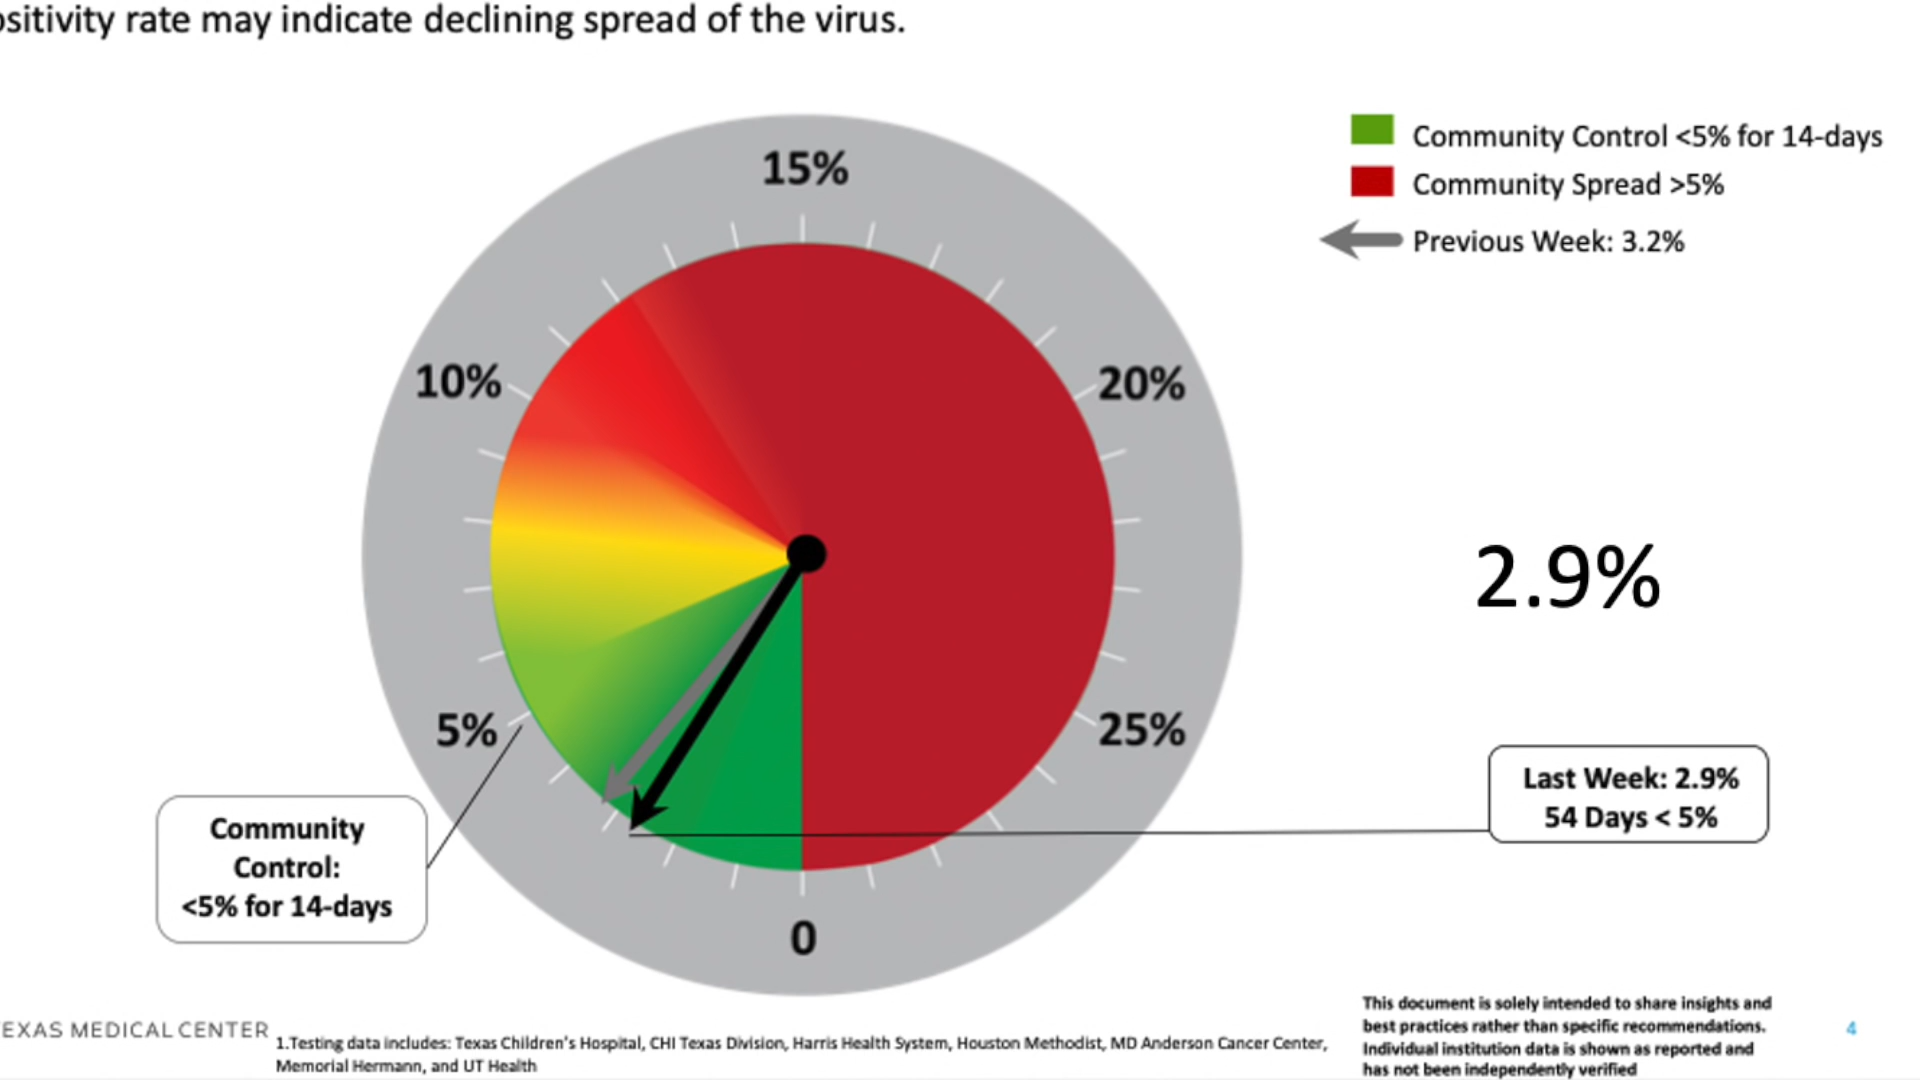 ositivity rate may indicate declining spread of the virus.
15%
10%
20%
5%
25%
0
Community Control <5% for 14-days
Community Spread >5%
Previous Week: 3.2%
2.9%
Last Week: 2.9%
54 Days < 5%
Community
Control:
<5% for 14-days
EXAS MEDICAL CENTER
1.Testing data includes: Texas Children's Hospital, CHI Texas Division, Harris Health System, Houston Methodist, MD Anderson Cancer Center,
Memorial Hermann, and UT Health
This document is solely intended to share insights and
best practices rather than specific recommendations.
Individual institution data is shown as reported and
has not been independently verified
4